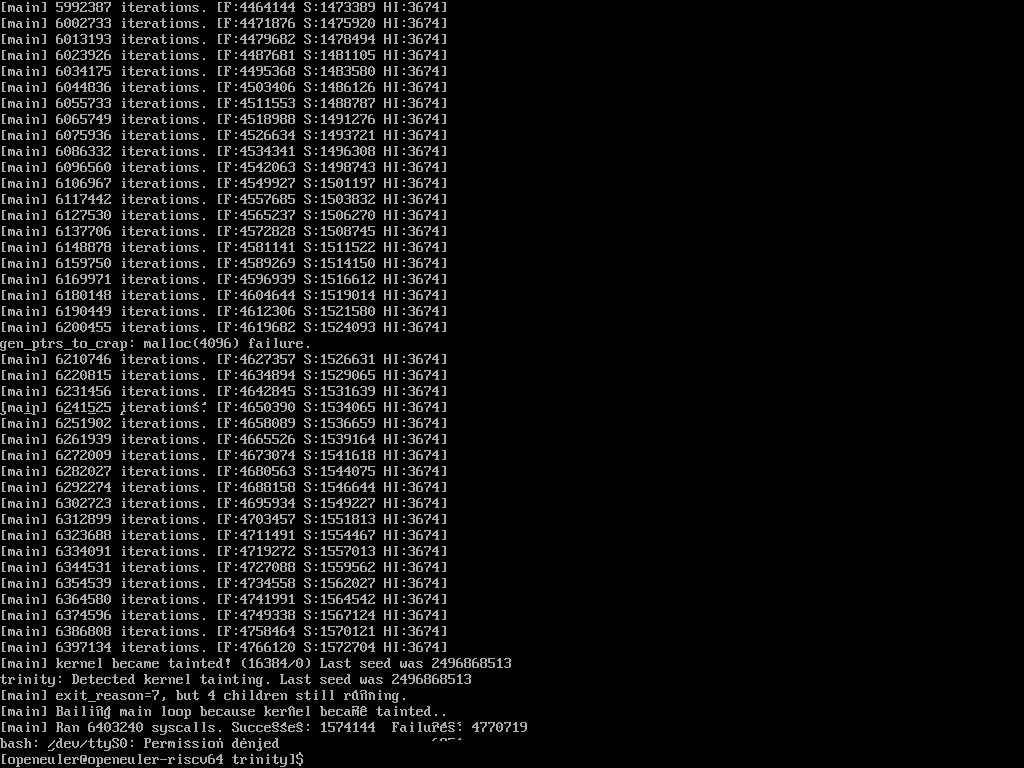 [main] 5992387 iterations. [F:4464144 S:1473389 HI:3674]
[main] 6002733 iterations. [F:4471876 S:1475920 HI:3674]
[main] 6013193 iterations. [F:4479682 S:1478494 HI:3674]
[main] 6023926 iterations. [F:4487681 S:1481105 HI:3674]
[main] 6034175 iterations. [F:4495368 S:1483580 HI:3674]
[main] 6044836 iterations. [F:4503406 S:1486126 HI:3674]
[main] 6055733 iterations. [F:4511553 S:1488787 HI:3674]
[main] 6065749 iterations. [F:4518988 S:1491276 HI:3674]
[main] 6075936 iterations. [F:4526634 S:1493721 HI:3674]
[main] 6086332 iterations. [F:4534341 S:1496308 HI:3674]
[main] 6096560 iterations. [F:4542063 S:1498743 HI:3674]
[main] 6106967 iterations. [F:4549927 S:1501197 HI:3674]
[main] 6117442 iterations. [F:4557685 S:1503832 HI:3674]
[main] 6127530 iterations. [F:4565237 S:1506270 HI:3674]
[main] 6137706 iterations. [F:4572828 S:1508745 HI:3674]
[main] 6148878 iterations. [F:4581141 S:1511522 HI:3674]
[main] 6159750 iterations. [F:4589269 S:1514150 HI:3674]
[main] 6169971 iterations. [F:4596939 S:1516612 HI:3674]
[main] 6180148 iterations. [F:4604644 S:1519014 HI:3674]
[main] 6190449 iterations. [F:4612306 S:1521580 HI:3674]
[main] 6200455 iterations. [F:4619682 S:1524093 HI:3674]
gen_ptrs_to_crap: malloc(4096) failure.
[main] 6210746 iterations. [F:4627357 S:1526631 HI:3674]
[main] 6220815 iterations. [F:4634894 S:1529065 HI:3674]
[main] 6231456 iterations. [F:4642845 S:1531639 HI:3674]
[main] 6241525 iterations. [F:4650390 S:1534065 HI:3674]
[main] 6251902 iterations. [F:4658089 S:1536659 HI:3674]
[main] 6261939 iterations. [F:4665526 S:1539164 HI:3674]
[main] 6272009 iterations. [F:4673074 S:1541618 HI:3674]
[main] 6282027 iterations. [F:4680563 S:1544075 HI:3674]
[main] 6292274 iterations. [F:4688158 S:1546644 HI:3674]
[main] 6302723 iterations. [F:4695934 S:1549227 HI:3674]
[main] 6312899 iterations. [F:4703457 S:1551813 HI:3674]
[main] 6323688 iterations. [F:4711491 S:1554467 HI:3674]
[main] 6334091 iterations. [F:4719272 S:1557013 HI:3674]
[main] 6344531 iterations. [F:4727088 S:1559562 HI:3674]
[main] 6354539 iterations. [F:4734558 S:1562027 HI:3674]
[main] 6364580 iterations. [F:4741991 S:1564542 HI:3674]
[main] 6374596 iterations. [F:4749338 S:1567124 HI:3674]
[main] 6386808 iterations. [F:4758464 S:1570121 HI:3674]
[main] 6397134 iterations. [F:4766120 S:1572704 HI:3674]
[main] kernel became tainted! (16384/0) Last seed was 2496868513
trinity: Detected kernel tainting. Last seed was 2496868513
[main] exit_reason=7, but 4 children still running.
[main] Bailing main loop because kernel became tainted..
[main] Ran 6403240 syscalls. Successes: 1574144  Failures: 4770719
bash: /dev/ttyS0: Permission denied
[openeuler@openeuler-riscv64 trinity]$